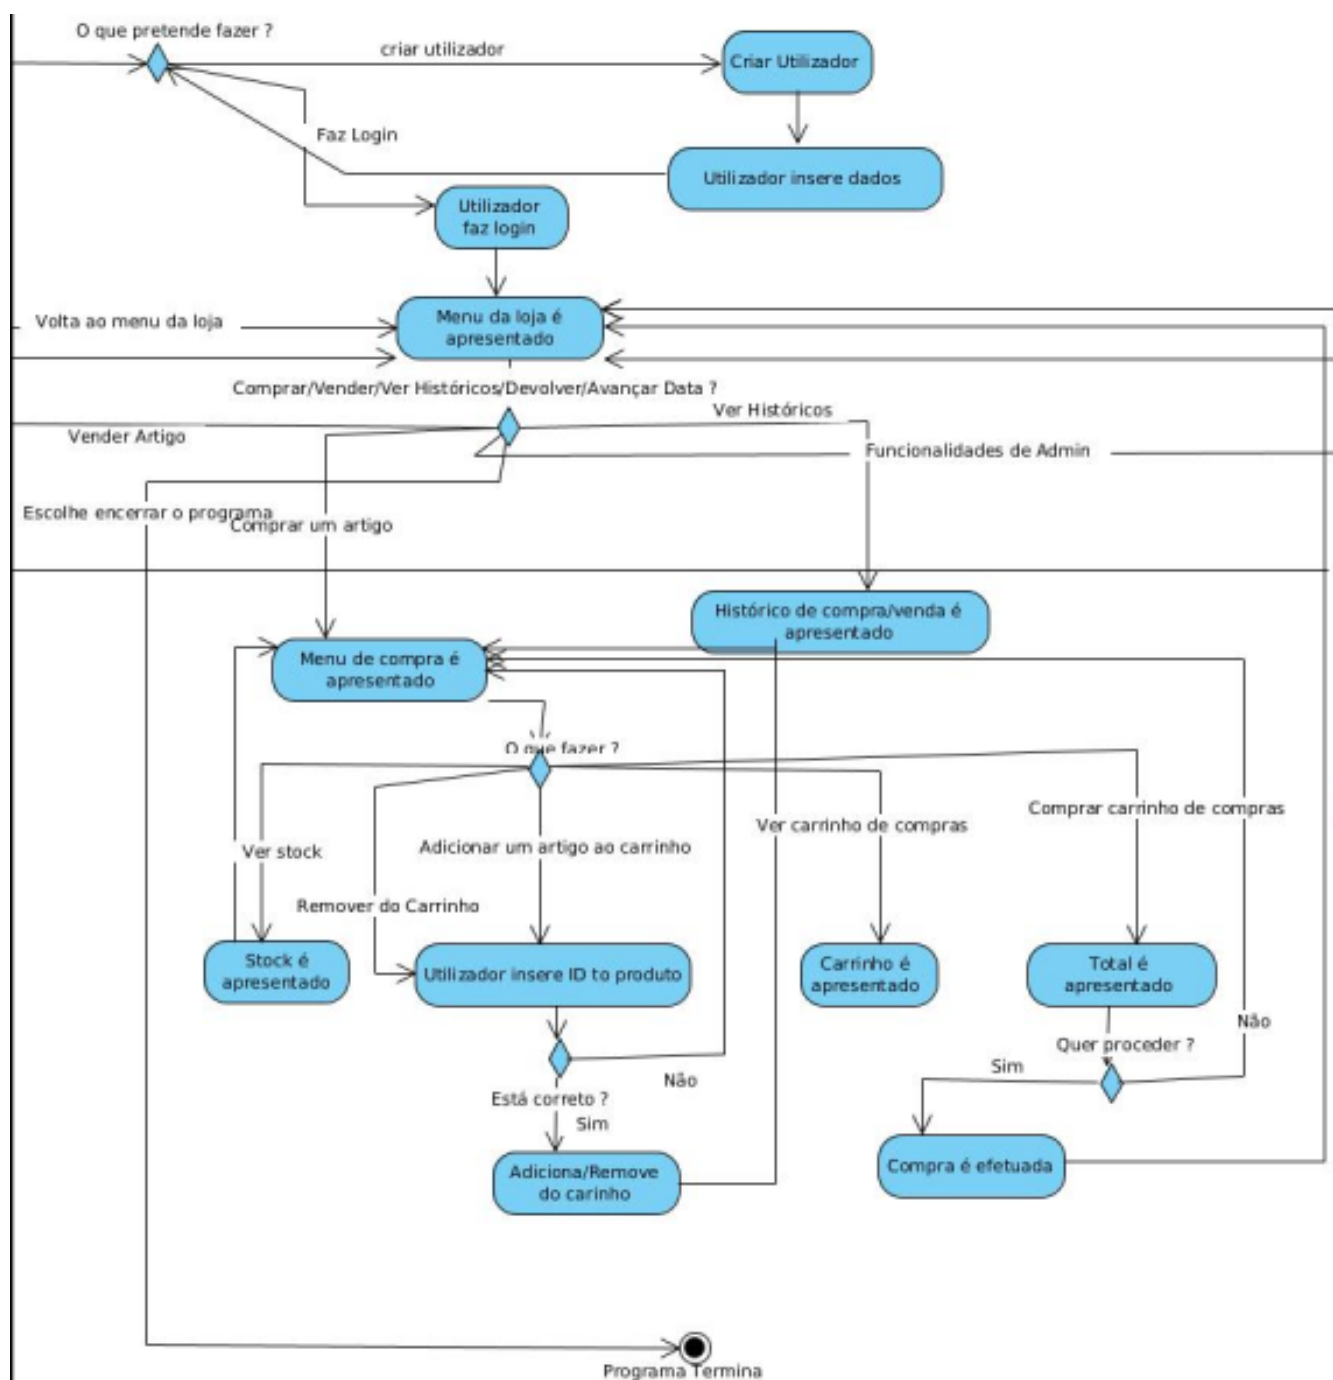 O que pretende fazer ?
criar utilizador
Criar Utilizador
Faz Login
Utilizador insere dados
Utilizador
faz login
Menu da loja é
apresentado
Volta ao menu da loja
Comprar/Vender/Ver Históricos/Devolver/Avançar Data ?
Ver Históricos
Vender Artigo
Funcionalidades de Admin
Escolhe encerrar o programa
Comprar um artigo
Histórico de compra/venda é
apresentado
Menu de compra é
apresentado
O que fazer ?
Comprar carrinho de compras
Ver carrinho de compras
Adicionar um artigo ao carrinho
Ver stock
Remover do Carrinho
Stock é
apresentado
Utilizador insere ID to produto
Carrinho é
apresentado
Total é
apresentado
Não
Quer proceder ?
Sim
Não
Está correto ?
Sim
Adiciona/Remove
do carinho
Compra é efetuada
Programa Termina